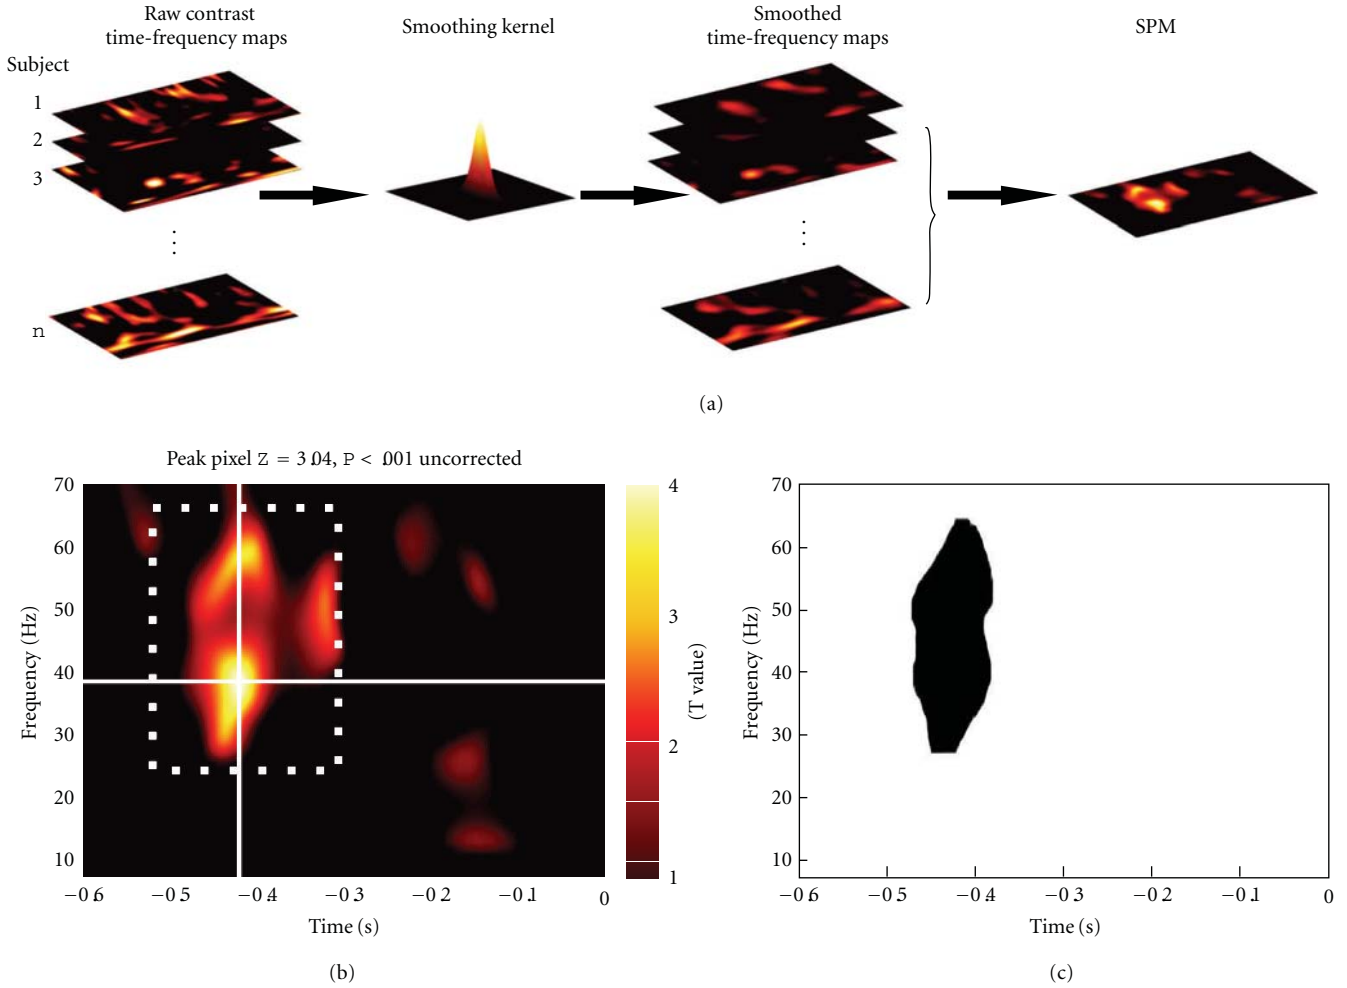 Raw contrast
time-frequency maps
Smoothing kernel
Smoothed
time-frequency maps
SPM
Subject
1
2
3
n
(a)
Peak pixel Z = 3.04, P < .001 uncorrected
70
60
50
40
30
20
10
Frequency (Hz)
−0.6
−0.5
−0.4
−0.3
−0.2
−0.1
0
Time (s)
4
3
2
1
(T value)
(b)
70
60
50
40
30
20
10
Frequency (Hz)
−0.6
−0.5
−0.4
−0.3
−0.2
−0.1
0
Time (s)
(c)